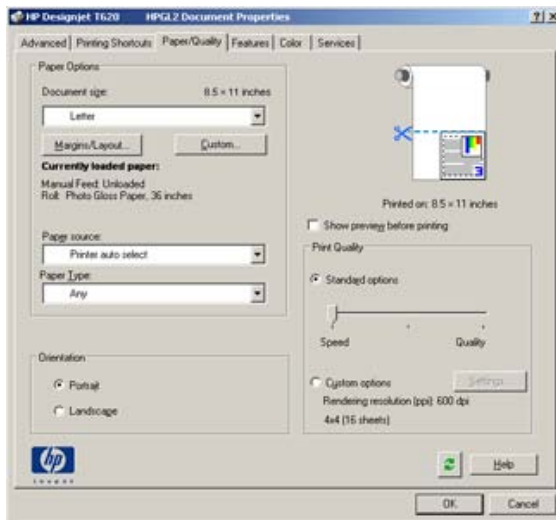 HP Designjet T620 HPGL2 Document Properties
Advanced Printing Shortcuts Paper/Quality Features Color Services
Paper Options
Document size: 8.5 × 11 inches
Letter
Margins/Layout... Custom...
Currently loaded paper:
Manual Feed: Unloaded
Roll: Photo Gloss Paper, 36 inches
Paper source:
Printer auto select
Paper Type:
Any
Orientation
Portrait
Landscape
3
Printed on: 8.5 × 11 inches
Show preview before printing
Print Quality
Standard options
Speed Quality
Custom options Settings...
Rendering resolution (ppi): 600 dpi
4x4 (16 sheets)
hp
invent
Help
OK Cancel